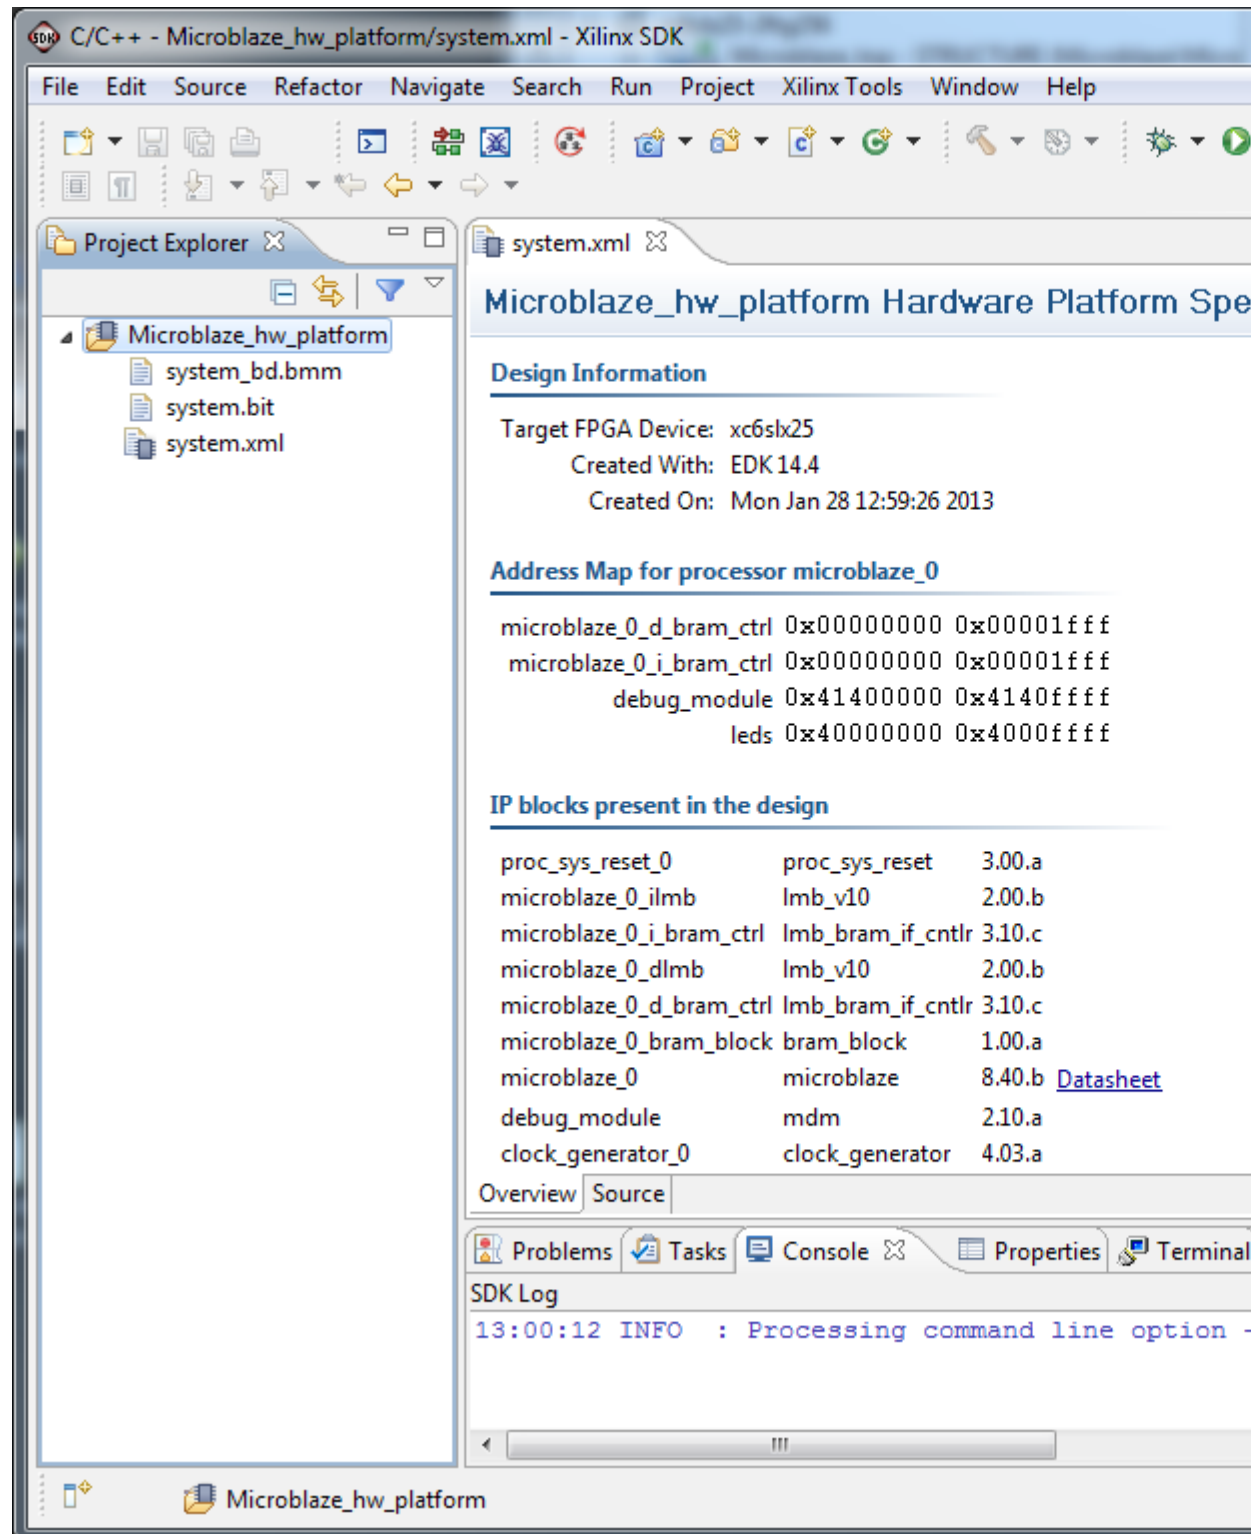 SDK C/C++ - Microblaze_hw_platform/system.xml - Xilinx SDK
File Edit Source Refactor Navigate Search Run Project Xilinx Tools Window Help
Project Explorer
Microblaze_hw_platform
system_bd.bmm
system.bit
system.xml
system.xml
Microblaze_hw_platform Hardware Platform Spe
Design Information
Target FPGA Device: xc6slx25
Created With: EDK 14.4
Created On: Mon Jan 28 12:59:26 2013
Address Map for processor microblaze_0
microblaze_0_d_bram_ctrl 0x00000000 0x00001fff
microblaze_0_i_bram_ctrl 0x00000000 0x00001fff
debug_module 0x41400000 0x4140ffff
leds 0x40000000 0x4000ffff
IP blocks present in the design
proc_sys_reset_0 proc_sys_reset 3.00.a
microblaze_0_ilmb lmb_v10 2.00.b
microblaze_0_i_bram_ctrl lmb_bram_if_cntlr 3.10.c
microblaze_0_dlmb lmb_v10 2.00.b
microblaze_0_d_bram_ctrl lmb_bram_if_cntlr 3.10.c
microblaze_0_bram_block bram_block 1.00.a
microblaze_0 microblaze 8.40.b Datasheet
debug_module mdm 2.10.a
clock_generator_0 clock_generator 4.03.a
Overview Source
Problems Tasks Console Properties Terminal
SDK Log
13:00:12 INFO : Processing command line option -
Microblaze_hw_platform